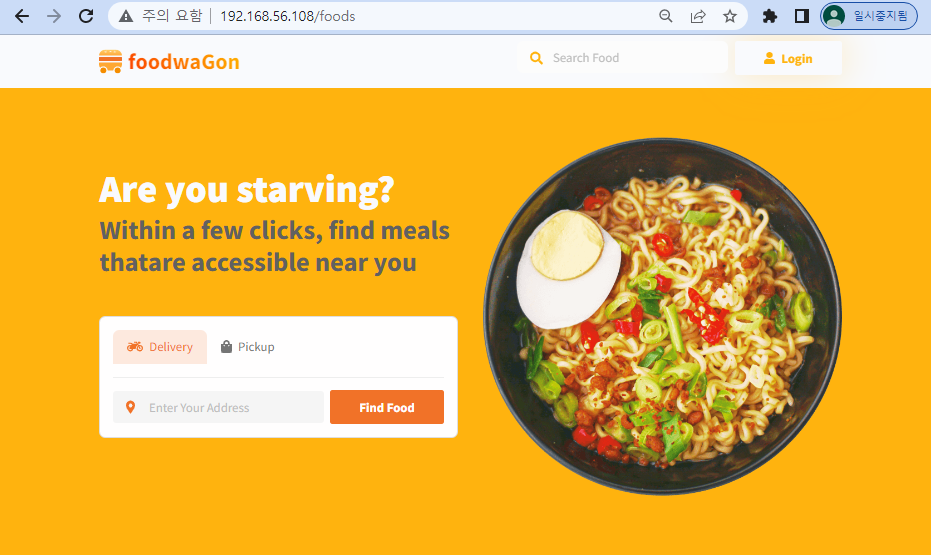 주의 요함 | 192.168.56.108/foods
일시중지됨
foodwaGon
Search Food
Login
Are you starving?
Within a few clicks, find meals
thatare accessible near you
Delivery
Pickup
Enter Your Address
Find Food